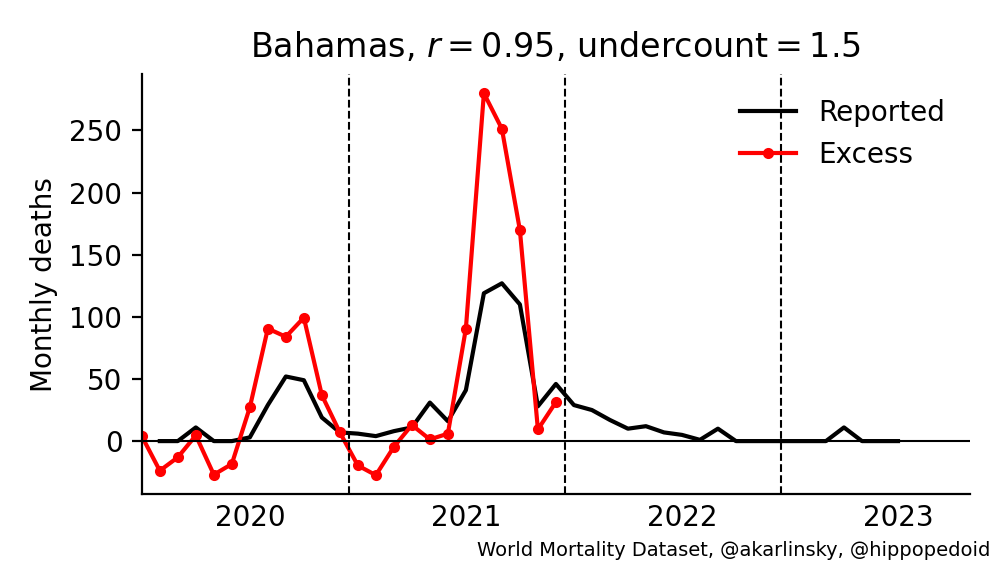 Bahamas, r = 0.95, undercount = 1.5
Reported
Excess
Monthly deaths
250
200
150
100
50
0
2020 2021 2022 2023
World Mortality Dataset, @akarlinsky, @hippopedoid